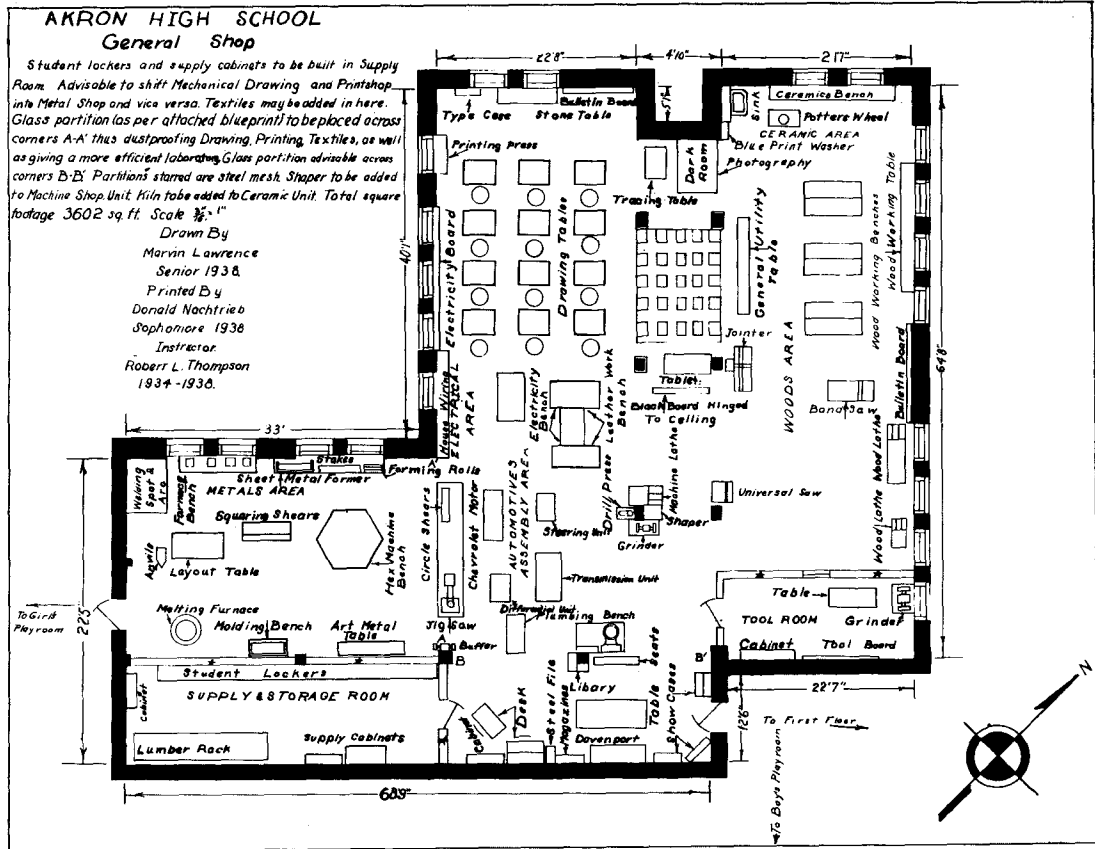 AKRON HIGH SCHOOL
General Shop
Student lockers and supply cabinets to be built in Supply
Room. Advisable to shift Mechanical Drawing and Printshop
into Metal Shop and vice versa. Textiles may be added in here.
Glass partition (as per attached blueprint) to be placed across
corners A-A' thus dustproofing Drawing, Printing, Textiles, as well
as giving a more efficient laboratory. Glass partition advisable across
corners B-B'. Partitions starred are steel mesh. Shaper to be added
to Machine Shop Unit. Kiln to be added to Ceramic Unit. Total square
footage 3602 sq. ft. Scale 3/16"=1"
Drawn By
Marvin Lawrence
Senior 1938
Printed By
Donald Nachtrieb
Sophomore 1938
Instructor
Robert L. Thompson
1934-1938.
22'8"
4'10"
21'7"
5'1"
Type Case
Stone Table
Bulletin Board
Sink
Ceramics Bench
Potters Wheel
CERAMIC AREA
Blue Print Washer
Printing Press
Dark Room
Photography
Tracing Table
40'1"
Electricity Board
Drawing Tables
General Utility Table
Wood Working Benches
Wood Working Table
Jointer
Tablet
Black Board Hinged
To Ceiling
WOODS AREA
Bulletin Board
64'8"
House Wiring
ELECTRICAL AREA
Electricity Bench
Leather Work Bench
Band Saw
33'
Welding Spot & Arc
Furnace Bench
Stakes
Sheet Metal Former
Forming Rolls
A'
METALS AREA
Squaring Shears
Hex Machine Bench
Circle Shears
Chevrolet Motor
AUTOMOTIVES ASSEMBLY AREA
Steering Unit
Drill Press
Machine Lathe
Shaper
Grinder
Universal Saw
Wood Lathe
Wood Lathe
Anvils
Layout Table
Transmission Unit
Differential Unit
To Girls Playroom
22'5"
Melting Furnace
Molding Bench
Art Metal Table
Jig Saw
A
Buffer
B
Plumbing Bench
Table
TOOL ROOM
Grinder
Cabinet
Tool Board
Student Lockers
SUPPLY & STORAGE ROOM
Cabinet
Lumber Rack
Supply Cabinets
Cabinet
Desk
Steel File
Magazines
Libary
Seats
Table
Davenport
Show Cases
B'
22'7"
12'6"
To First Floor
To Boy's Playroom
68'9"
N